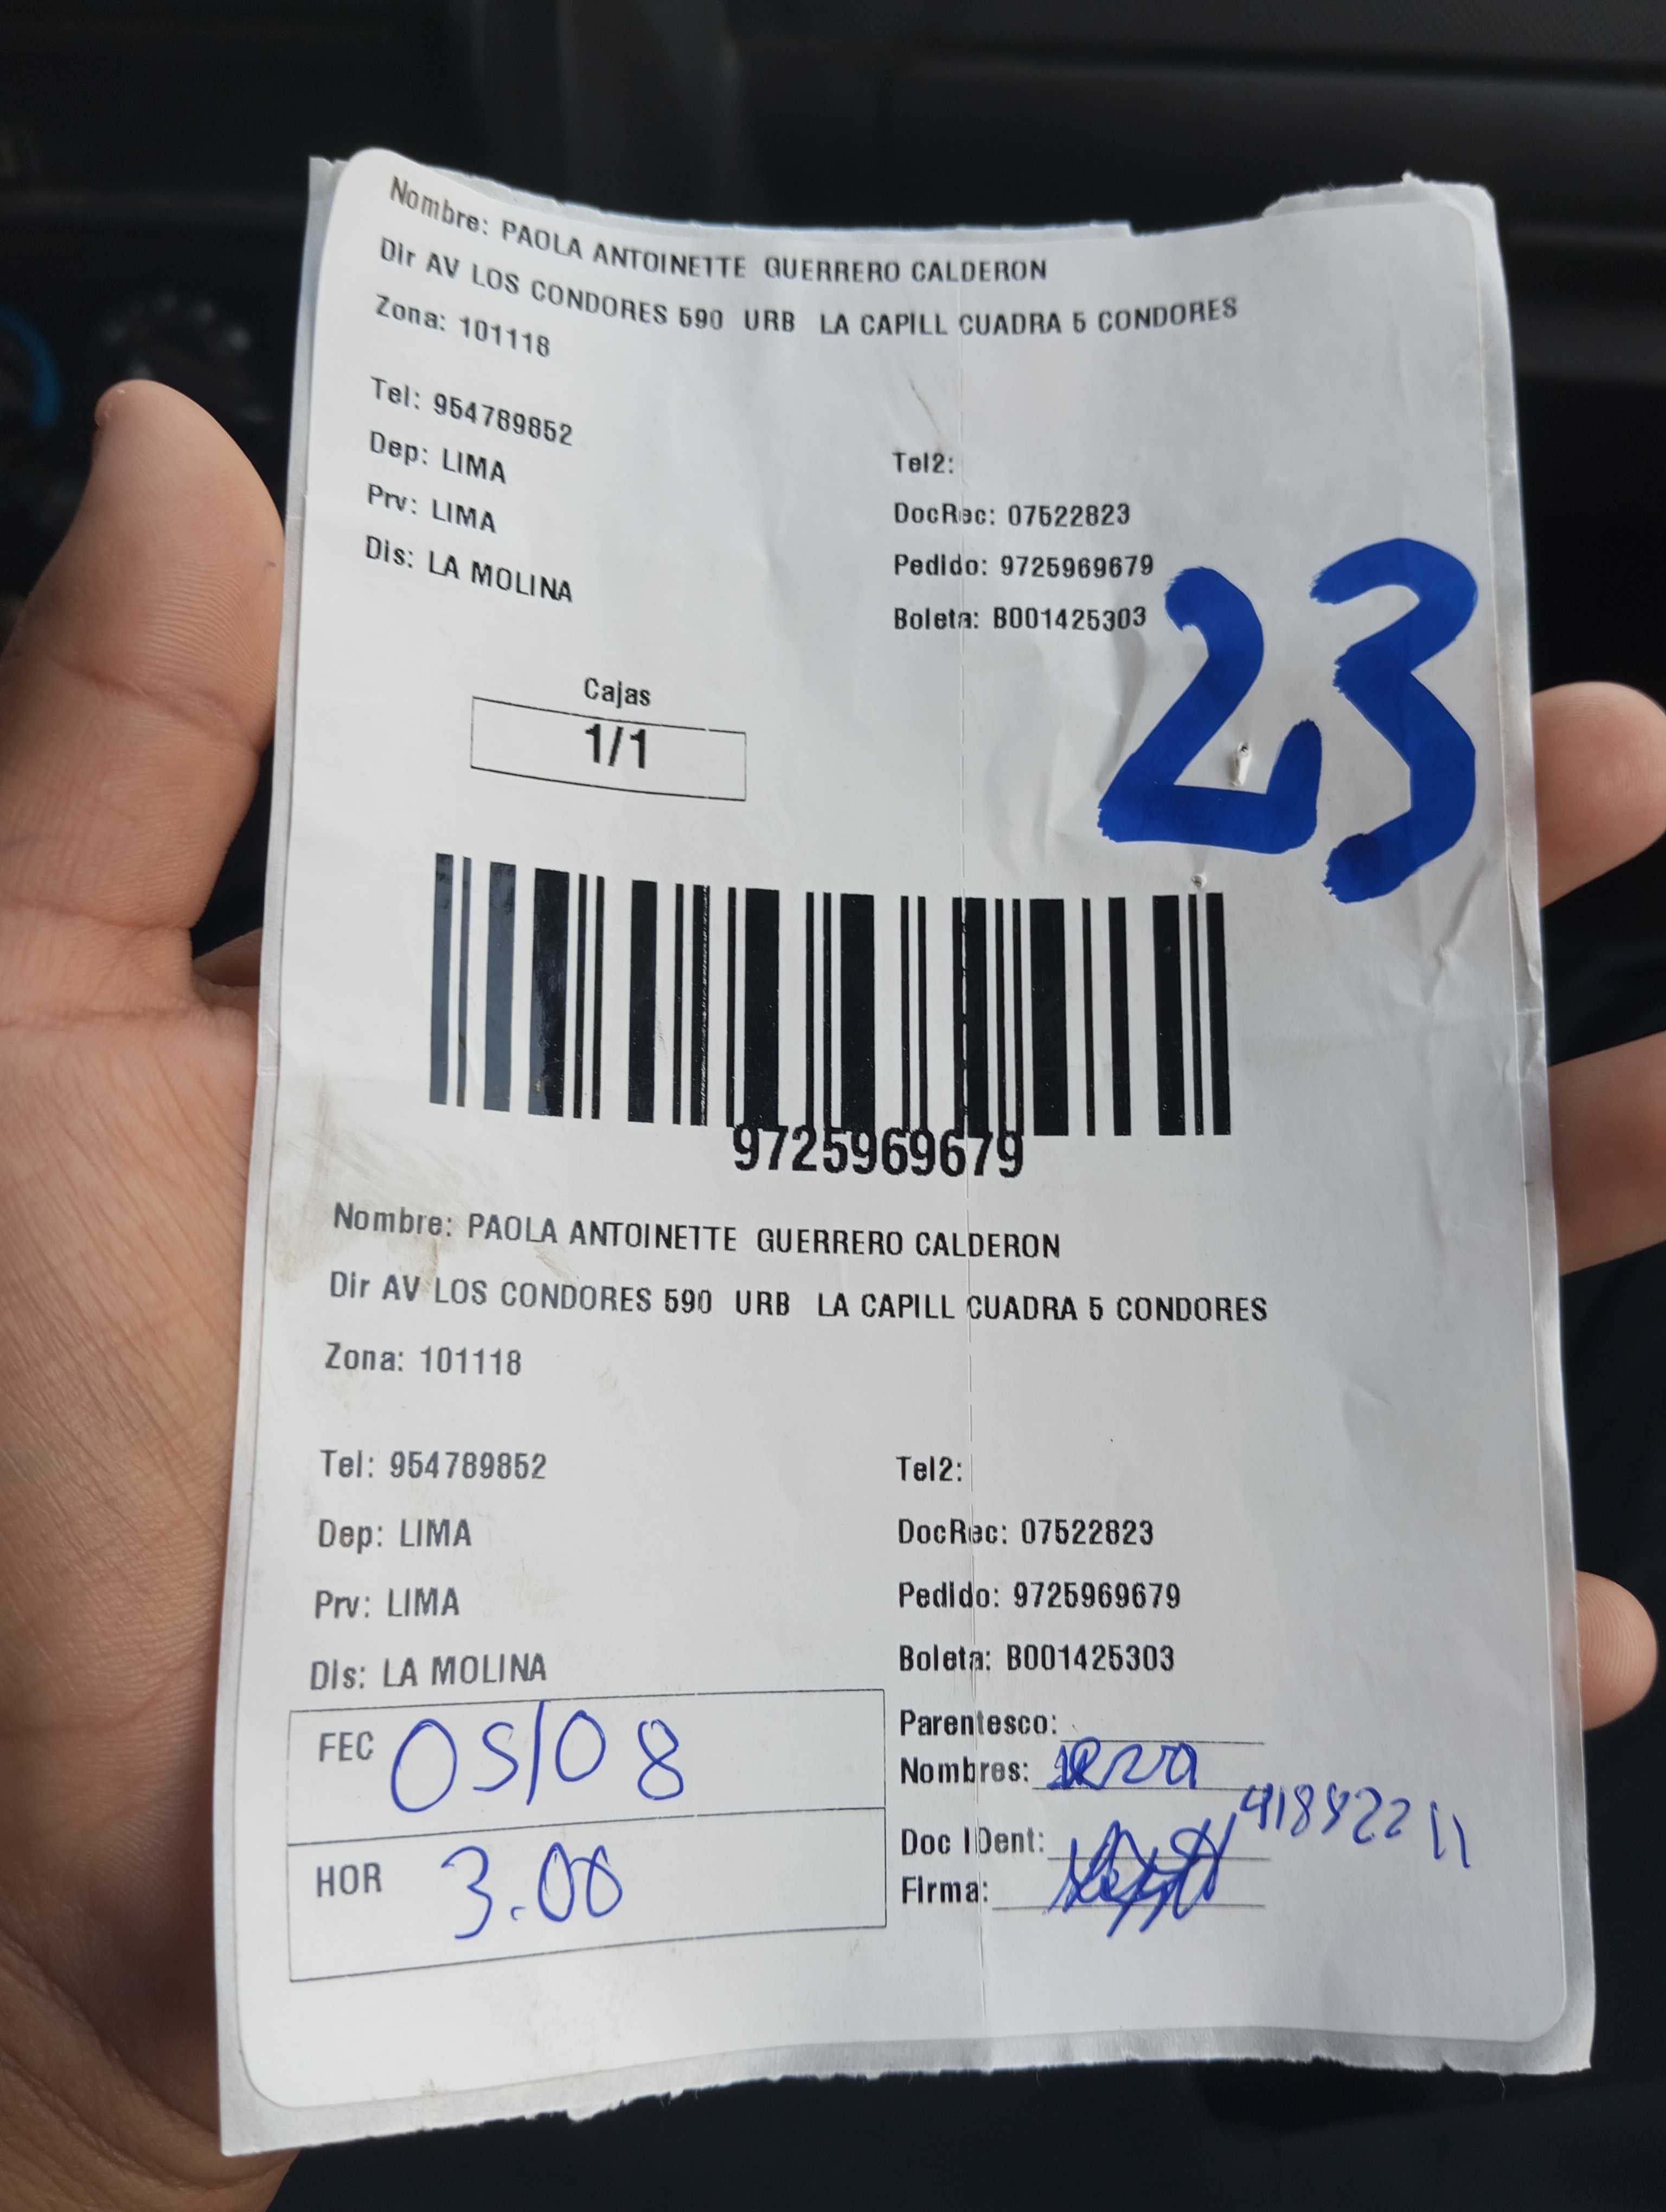 Nombre: PAOLA ANTOINETTE GUERRERO CALDERON
Dir AV LOS CONDORES 590 URB LA CAPILL CUADRA 5 CONDORES
Zona: 101118
Tel: 954789852
Tel2:
Dep: LIMA
DocRec: 07522823
Prv: LIMA
Pedido: 9725969679
Dis: LA MOLINA
Boleta: B001425303
23
Cajas
1/1
9725969679
Nombre: PAOLA ANTOINETTE GUERRERO CALDERON
Dir AV LOS CONDORES 590 URB LA CAPILL CUADRA 5 CONDORES
Zona: 101118
Tel: 954789852
Tel2:
Dep: LIMA
DocRec: 07522823
Prv: LIMA
Pedido: 9725969679
Dis: LA MOLINA
Boleta: B001425303
FEC 05/08
Parentesco:
Nombres:
HOR 3.00
Doc IDent:
Firma: